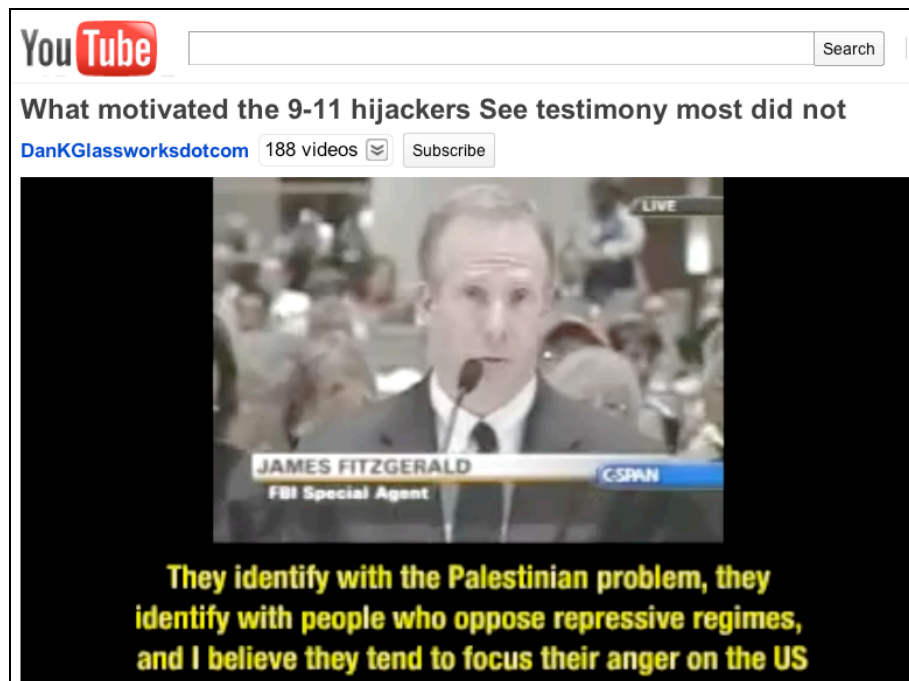 YouTube
Search
What motivated the 9-11 hijackers See testimony most did not
DanKGlassworksdotcom 188 videos Subscribe
LIVE
JAMES FITZGERALD
C-SPAN
FBI Special Agent
They identify with the Palestinian problem, they
identify with people who oppose repressive regimes,
and I believe they tend to focus their anger on the US